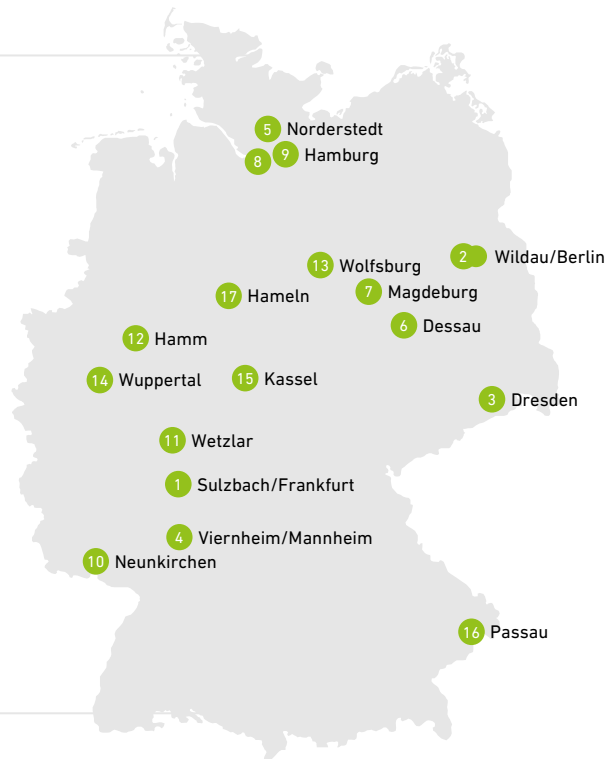 5 Norderstedt
8 9 Hamburg
2 Wildau/Berlin
13 Wolfsburg
7 Magdeburg
17 Hameln
6 Dessau
12 Hamm
14 Wuppertal
15 Kassel
3 Dresden
11 Wetzlar
1 Sulzbach/Frankfurt
4 Viernheim/Mannheim
10 Neunkirchen
16 Passau